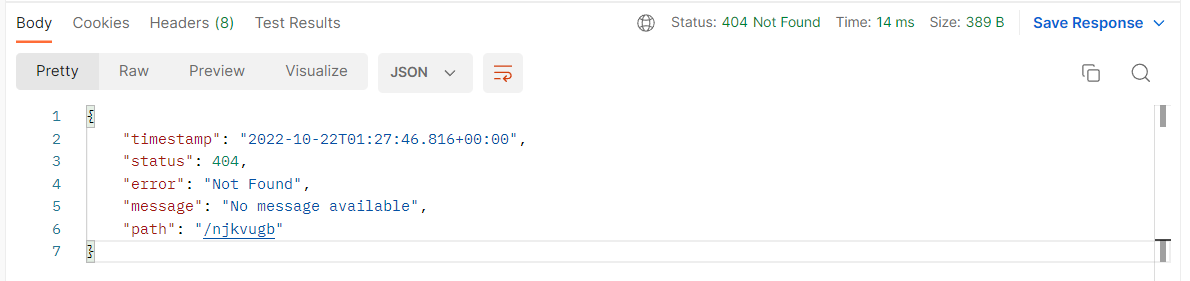 Body Cookies Headers (8) Test Results Status: 404 Not Found Time: 14 ms Size: 389 B Save Response
Pretty Raw Preview Visualize JSON
1 {
2 "timestamp": "2022-10-22T01:27:46.816+00:00",
3 "status": 404,
4 "error": "Not Found",
5 "message": "No message available",
6 "path": "/njkvugb"
7 }